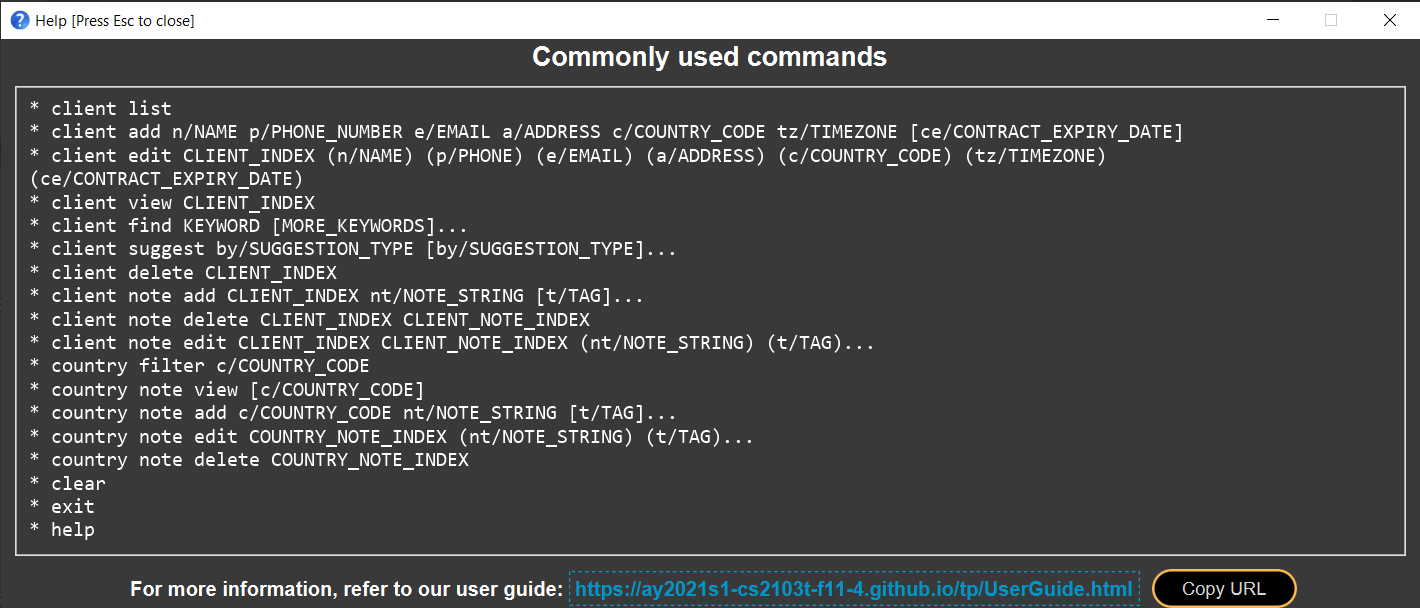 Help [Press Esc to close]
Commonly used commands
* client list
* client add n/NAME p/PHONE_NUMBER e/EMAIL a/ADDRESS c/COUNTRY_CODE tz/TIMEZONE [ce/CONTRACT_EXPIRY_DATE]
* client edit CLIENT_INDEX (n/NAME) (p/PHONE) (e/EMAIL) (a/ADDRESS) (c/COUNTRY_CODE) (tz/TIMEZONE)
(ce/CONTRACT_EXPIRY_DATE)
* client view CLIENT_INDEX
* client find KEYWORD [MORE_KEYWORDS]...
* client suggest by/SUGGESTION_TYPE [by/SUGGESTION_TYPE]...
* client delete CLIENT_INDEX
* client note add CLIENT_INDEX nt/NOTE_STRING [t/TAG]...
* client note delete CLIENT_INDEX CLIENT_NOTE_INDEX
* client note edit CLIENT_INDEX CLIENT_NOTE_INDEX (nt/NOTE_STRING) (t/TAG)...
* country filter c/COUNTRY_CODE
* country note view [c/COUNTRY_CODE]
* country note add c/COUNTRY_CODE nt/NOTE_STRING [t/TAG]...
* country note edit COUNTRY_NOTE_INDEX (nt/NOTE_STRING) (t/TAG)...
* country note delete COUNTRY_NOTE_INDEX
* clear
* exit
* help
For more information, refer to our user guide: https://ay2021s1-cs2103t-f11-4.github.io/tp/UserGuide.html Copy URL